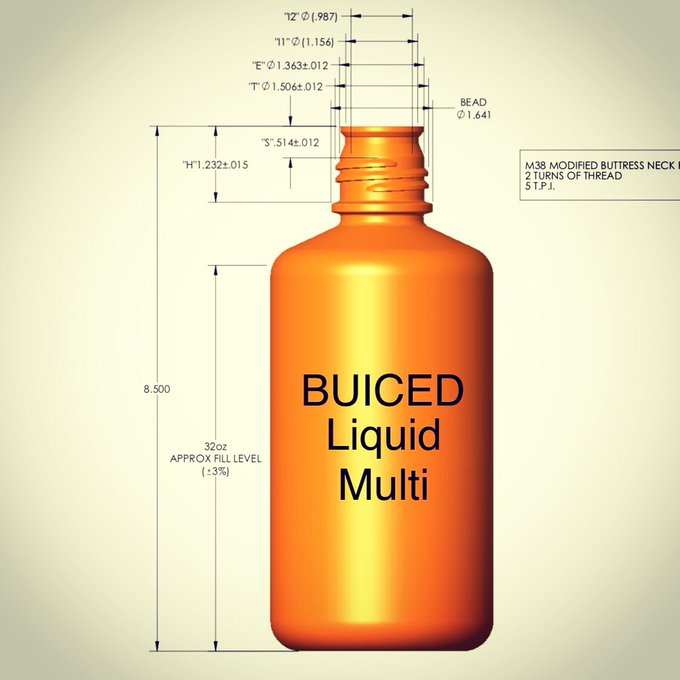 "I2" Ø (.987)
"I1" Ø (1.156)
"E" Ø 1.363±.012
"T" Ø 1.506±.012
BEAD
Ø 1.641
"S" .514±.012
"H" 1.232±.015
M38 MODIFIED BUTTRESS NECK
2 TURNS OF THREAD
5 T.P.I.
8.500
32oz
APPROX FILL LEVEL
(±3%)
BUICED
Liquid
Multi